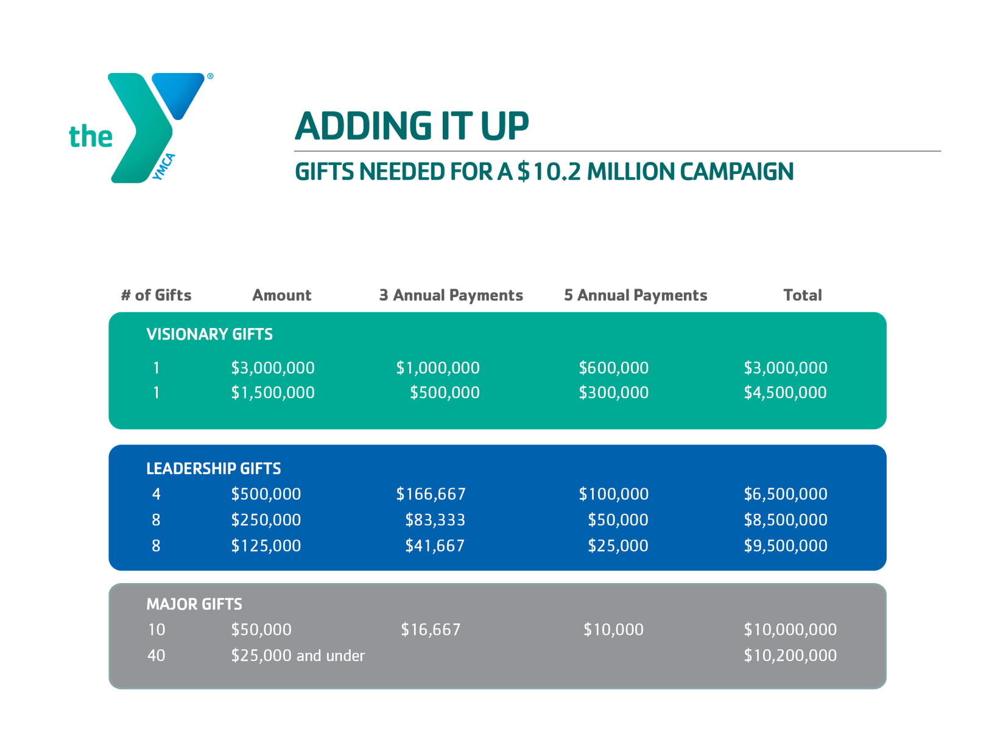 the
YMCA
®
ADDING IT UP
GIFTS NEEDED FOR A $10.2 MILLION CAMPAIGN
# of Gifts Amount 3 Annual Payments 5 Annual Payments Total
VISIONARY GIFTS
1 $3,000,000 $1,000,000 $600,000 $3,000,000
1 $1,500,000 $500,000 $300,000 $4,500,000
LEADERSHIP GIFTS
4 $500,000 $166,667 $100,000 $6,500,000
8 $250,000 $83,333 $50,000 $8,500,000
8 $125,000 $41,667 $25,000 $9,500,000
MAJOR GIFTS
10 $50,000 $16,667 $10,000 $10,000,000
40 $25,000 and under $10,200,000